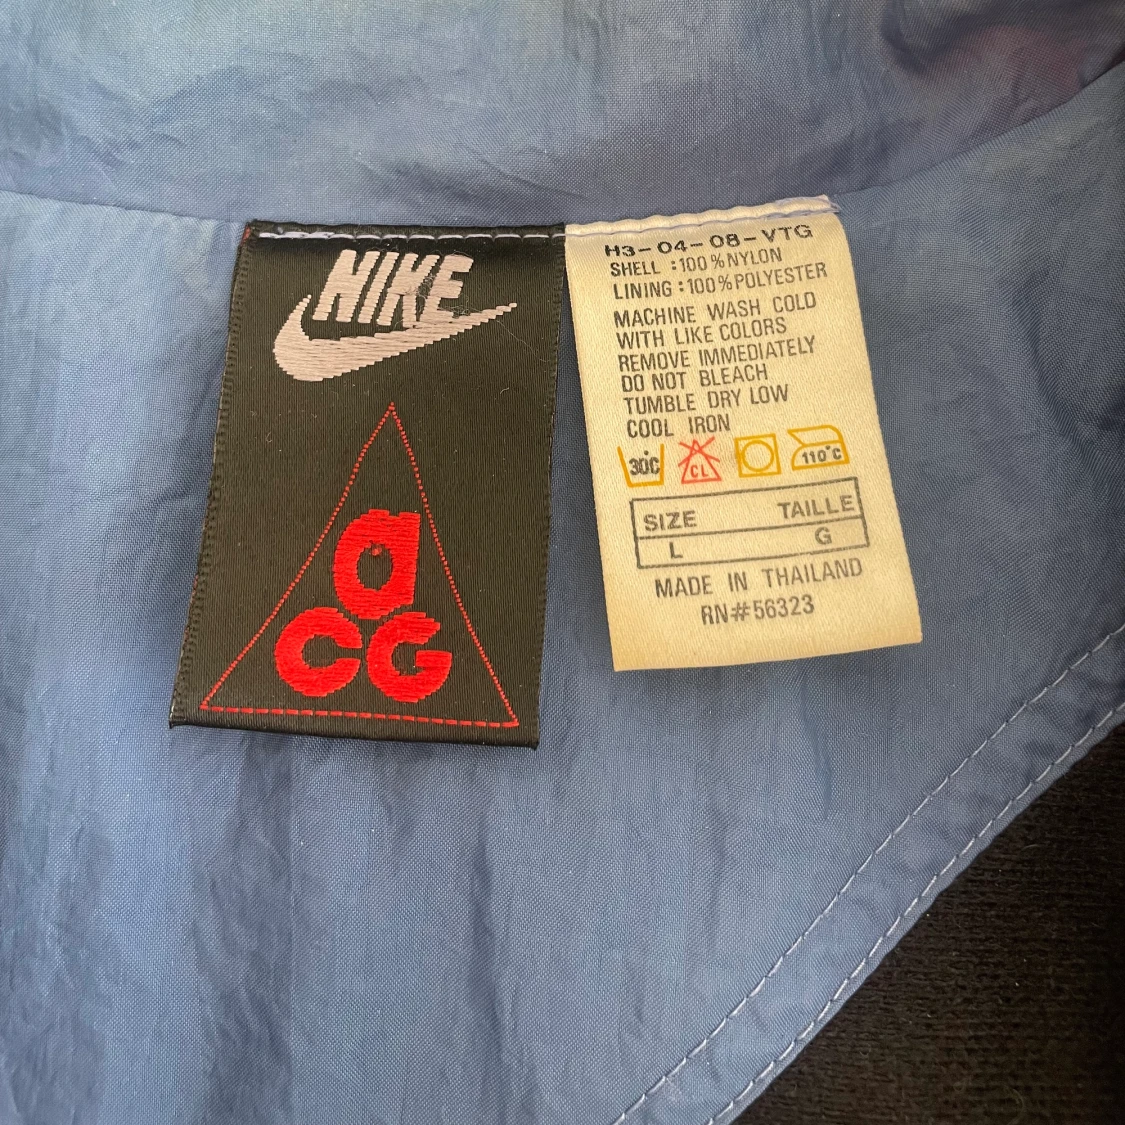 NIKE
a
CG
H3-04-08-VTG
SHELL :100%NYLON
LINING:100%POLYESTER
MACHINE WASH COLD
WITH LIKE COLORS
REMOVE IMMEDIATELY
DO NOT BLEACH
TUMBLE DRY LOW
COOL IRON
30°C CL 110°C
SIZE TAILLE
L G
MADE IN THAILAND
RN#56323